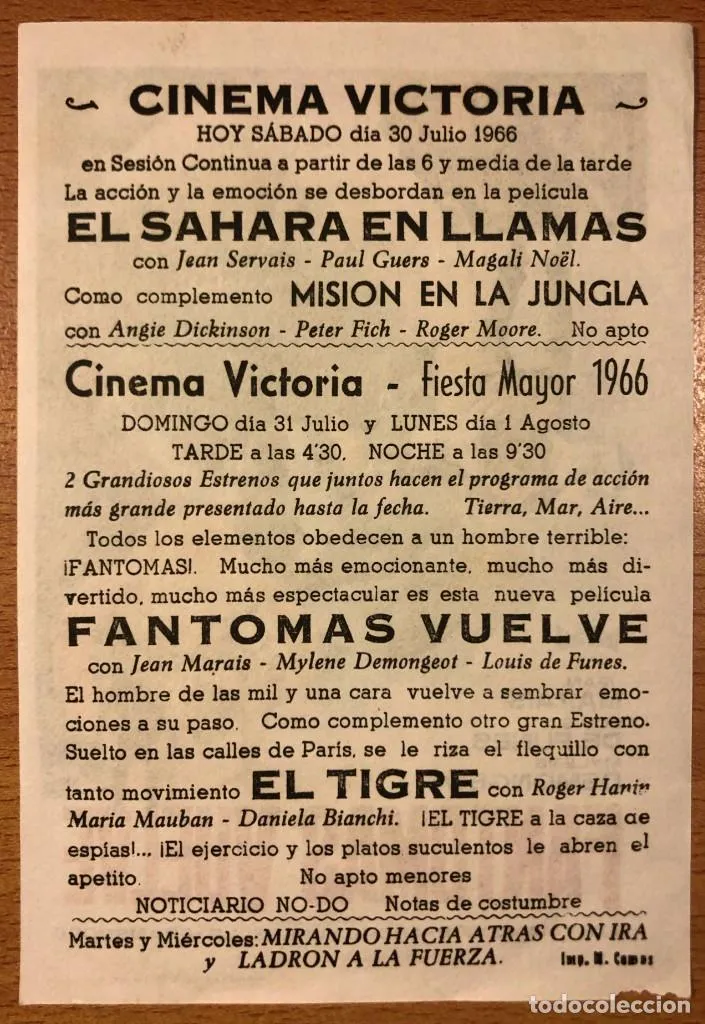 CINEMA VICTORIA
HOY SÁBADO día 30 Julio 1966
en Sesión Continua a partir de las 6 y media de la tarde
La acción y la emoción se desbordan en la película
EL SAHARA EN LLAMAS
con Jean Servais - Paul Guers - Magali Noël.
Como complemento MISION EN LA JUNGLA
con Angie Dickinson - Peter Fich - Roger Moore. No apto
Cinema Victoria - Fiesta Mayor 1966
DOMINGO día 31 Julio y LUNES día 1 Agosto
TARDE a las 4'30, NOCHE a las 9'30
2 Grandiosos Estrenos que juntos hacen el programa de acción
más grande presentado hasta la fecha. Tierra, Mar, Aire...
Todos los elementos obedecen a un hombre terrible:
¡FANTOMAS!. Mucho más emocionante, mucho más di-
vertido, mucho más espectacular es esta nueva película
FANTOMAS VUELVE
con Jean Marais - Mylene Demongeot - Louis de Funes.
El hombre de las mil y una cara vuelve a sembrar emo-
ciones a su paso. Como complemento otro gran Estreno.
Suelto en las calles de París, se le riza el flequillo con
tanto movimiento EL TIGRE con Roger Hanin
Maria Mauban - Daniela Bianchi. ¡EL TIGRE a la caza de
espías!... ¡El ejercicio y los platos suculentos le abren el
apetito. No apto menores
NOTICIARIO NO-DO Notas de costumbre
Martes y Miércoles: MIRANDO HACIA ATRAS CON IRA
y LADRON A LA FUERZA. Imp. M. Camos
todocoleccion